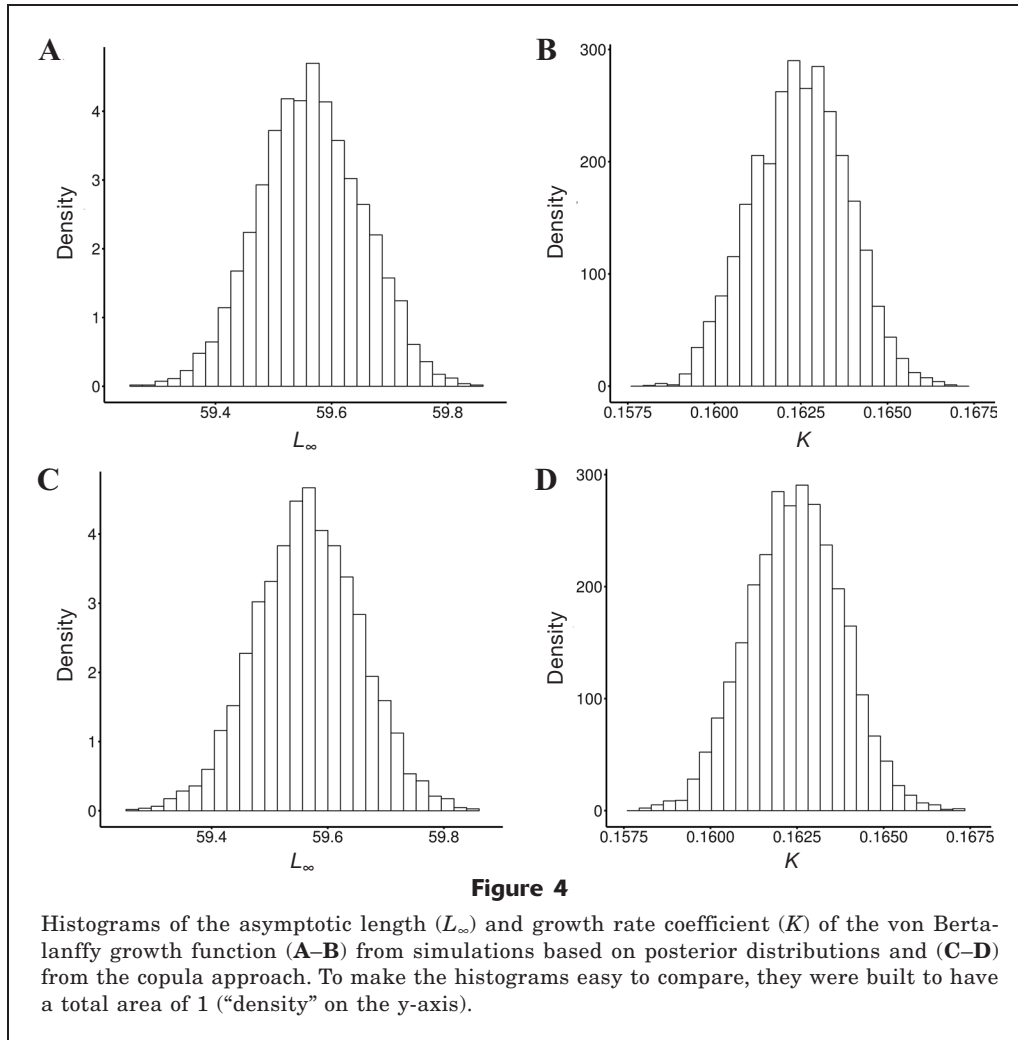 A
B
Density
4
3
2
1
0
59.4
59.6
59.8
L∞
Density
300
200
100
0
0.1575
0.1600
0.1625
0.1650
0.1675
K
C
D
Density
4
3
2
1
0
59.4
59.6
59.8
L∞
Density
300
200
100
0
0.1575
0.1600
0.1625
0.1650
0.1675
K
Figure 4
Histograms of the asymptotic length (L∞) and growth rate coefficient (K) of the von Berta-
lanffy growth function (A–B) from simulations based on posterior distributions and (C–D)
from the copula approach. To make the histograms easy to compare, they were built to have
a total area of 1 (“density” on the y-axis).